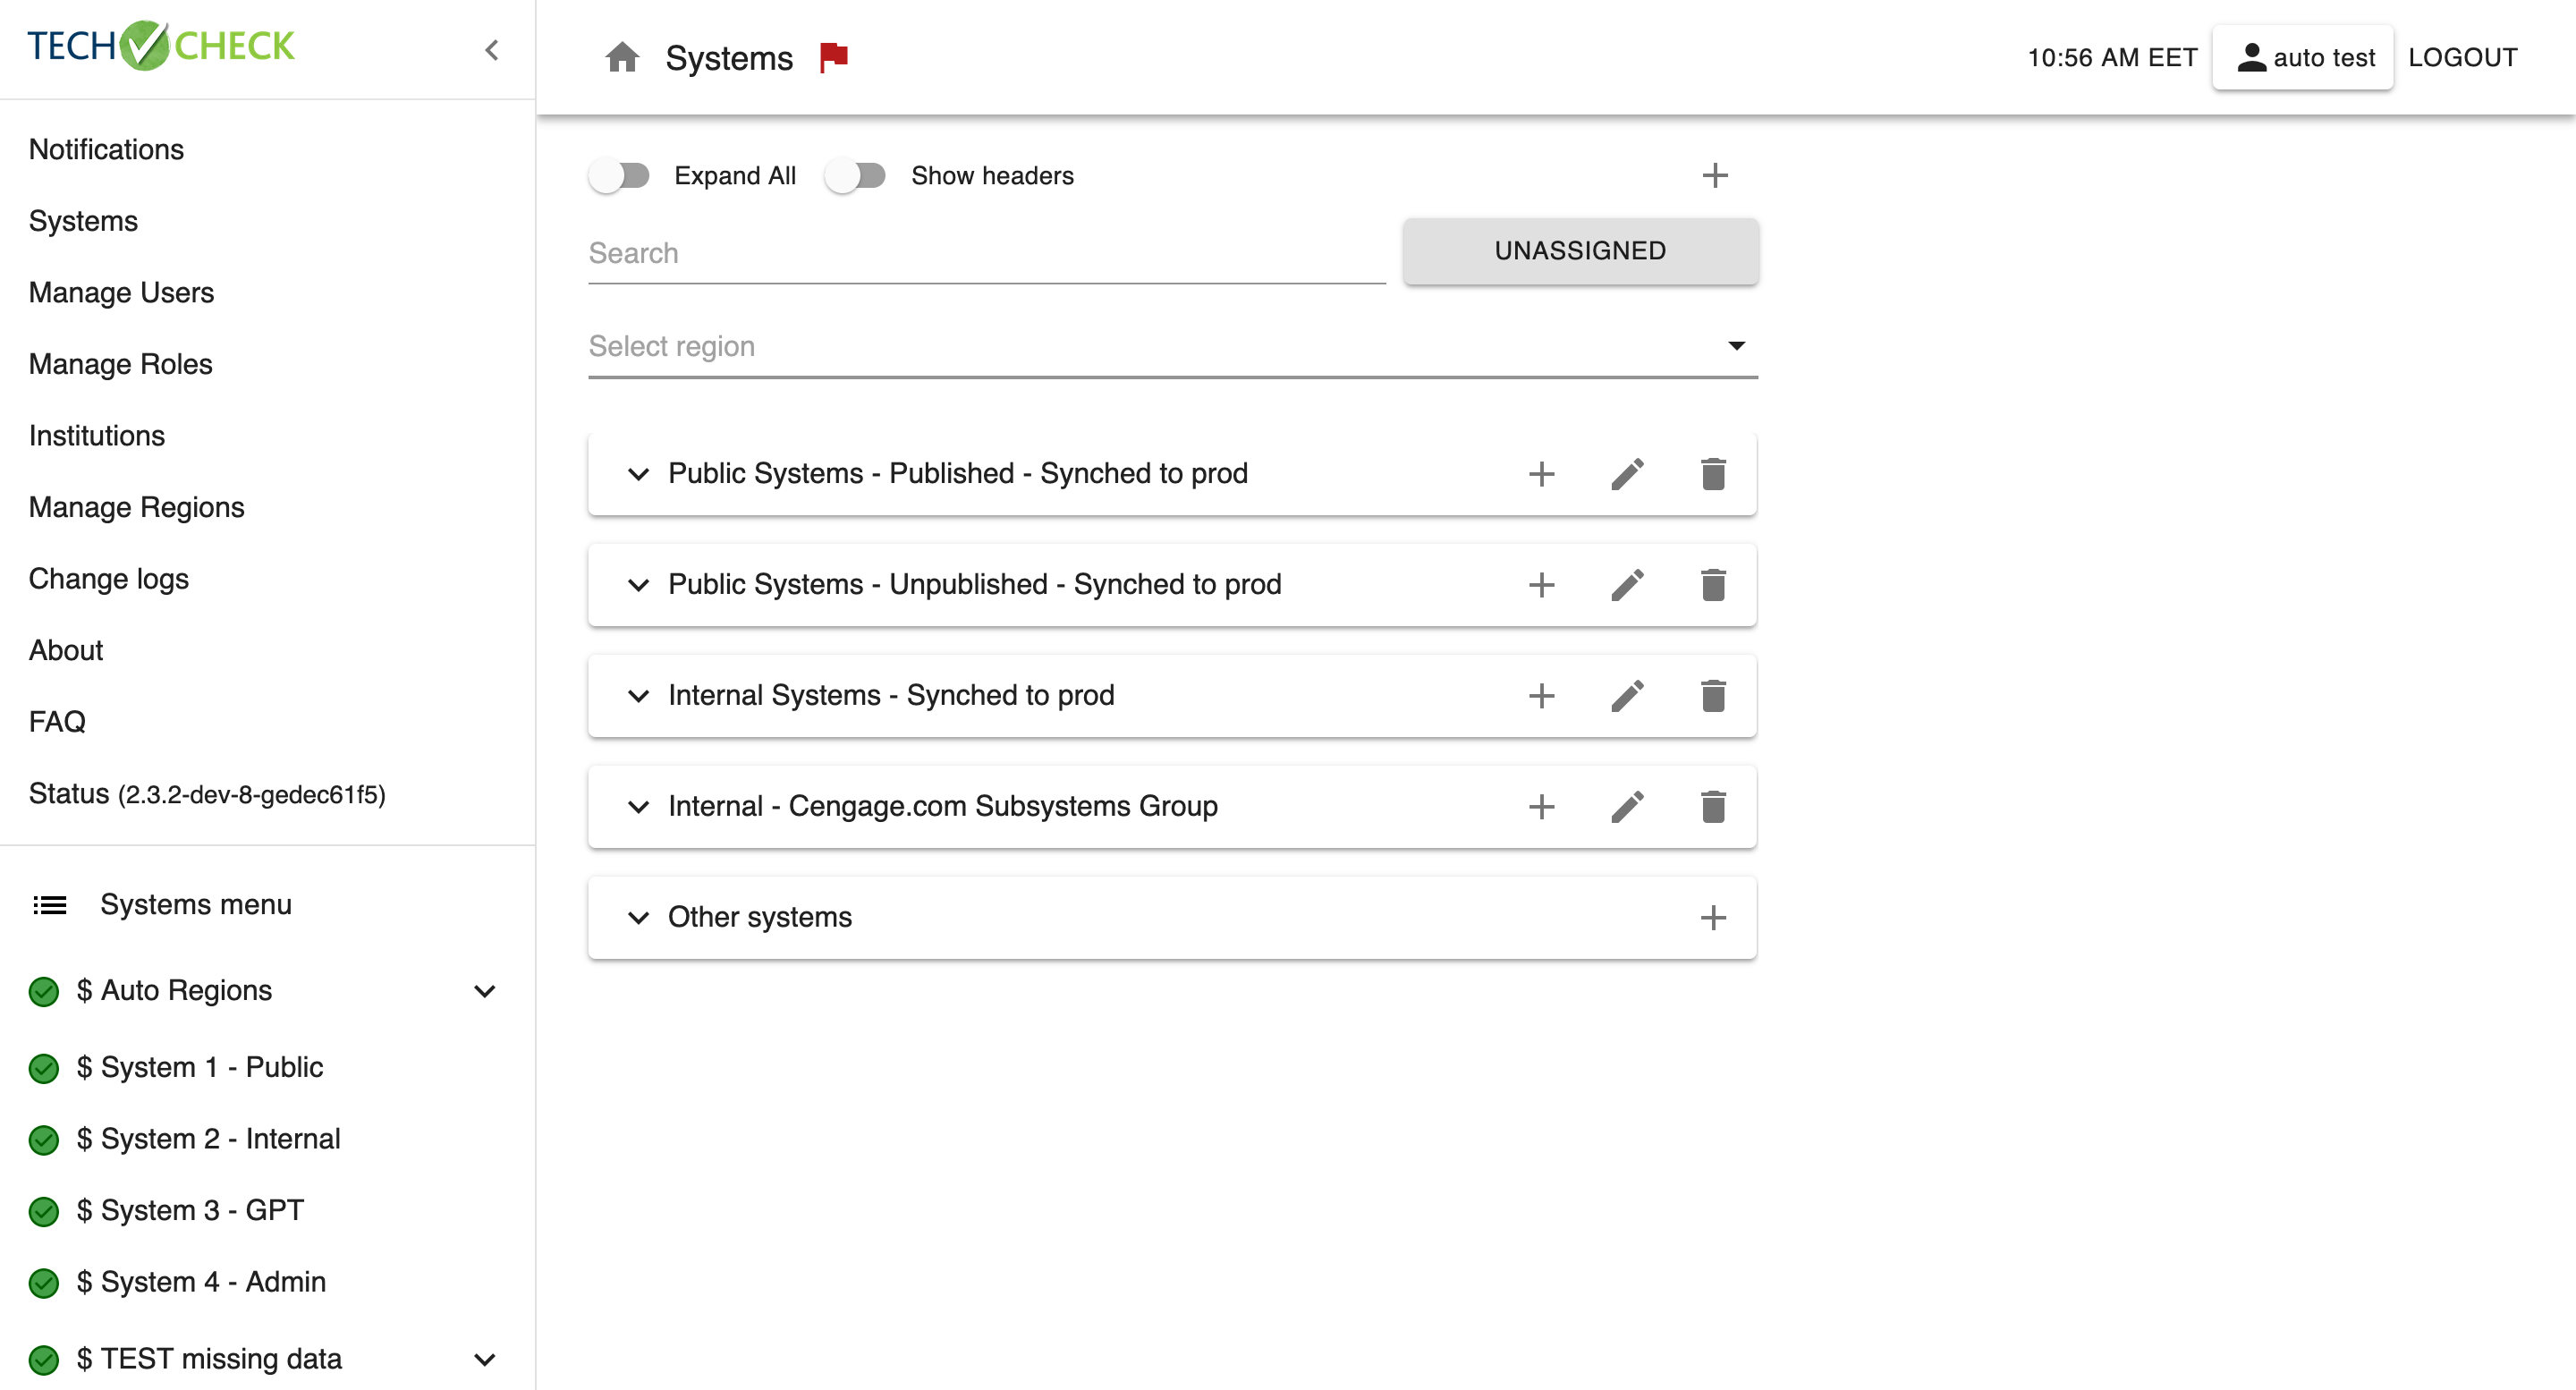 TECH CHECK
Notifications
Systems
Manage Users
Manage Roles
Institutions
Manage Regions
Change logs
About
FAQ
Status (2.3.2-dev-8-gedec61f5)
Systems menu
$ Auto Regions
$ System 1 - Public
$ System 2 - Internal
$ System 3 - GPT
$ System 4 - Admin
$ TEST missing data
Systems
10:56 AM EET auto test LOGOUT
Expand All Show headers
Search UNASSIGNED
Select region
Public Systems - Published - Synched to prod
Public Systems - Unpublished - Synched to prod
Internal Systems - Synched to prod
Internal - Cengage.com Subsystems Group
Other systems